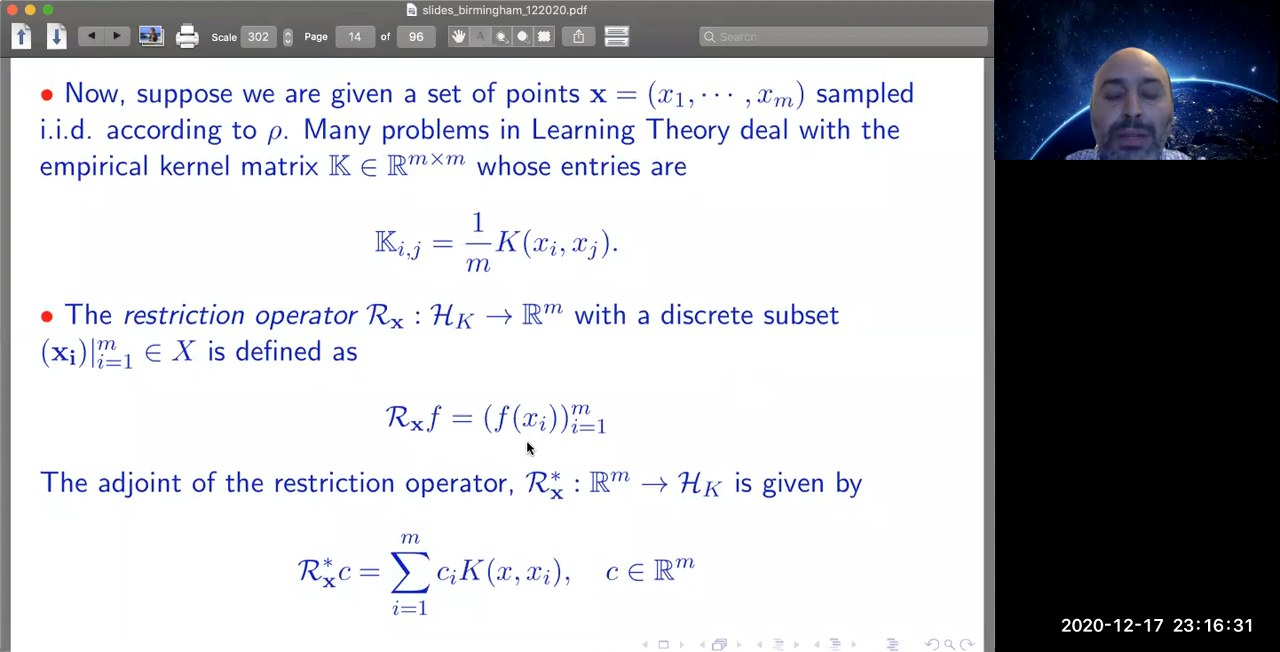 slides_birmingham_122020.pdf
Scale 302 Page 14 of 96 Search
• Now, suppose we are given a set of points x = (x₁, ⋯ , xₘ) sampled
i.i.d. according to ρ. Many problems in Learning Theory deal with the
empirical kernel matrix 𝕂 ∈ ℝ^{m×m} whose entries are
𝕂_{i,j} = \frac{1}{m} K(x_i, x_j).
• The restriction operator ℛ_𝐱 : ℋ_K → ℝ^m with a discrete subset
(𝐱_𝐢)|_{i=1}^m ∈ X is defined as
ℛ_𝐱 f = (f(x_i))_{i=1}^m
The adjoint of the restriction operator, ℛ_𝐱^* : ℝ^m → ℋ_K is given by
ℛ_𝐱^* c = \sum_{i=1}^{m} c_i K(x, x_i), c ∈ ℝ^m
2020-12-17 23:16:31